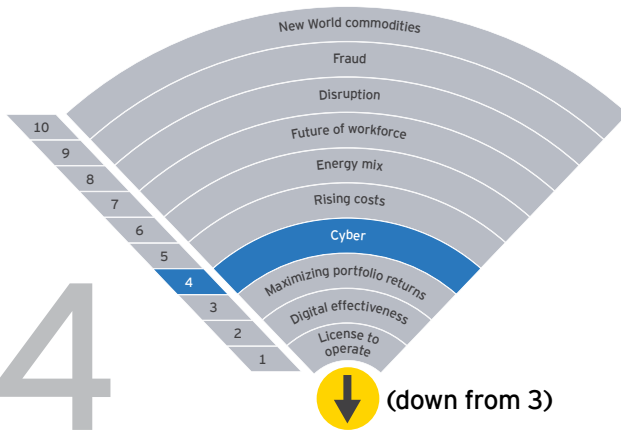 New World commodities
Fraud
Disruption
Future of workforce
Energy mix
Rising costs
Cyber
Maximizing portfolio returns
Digital effectiveness
License to
operate
10
9
8
7
6
5
4
3
2
1
4
(down from 3)